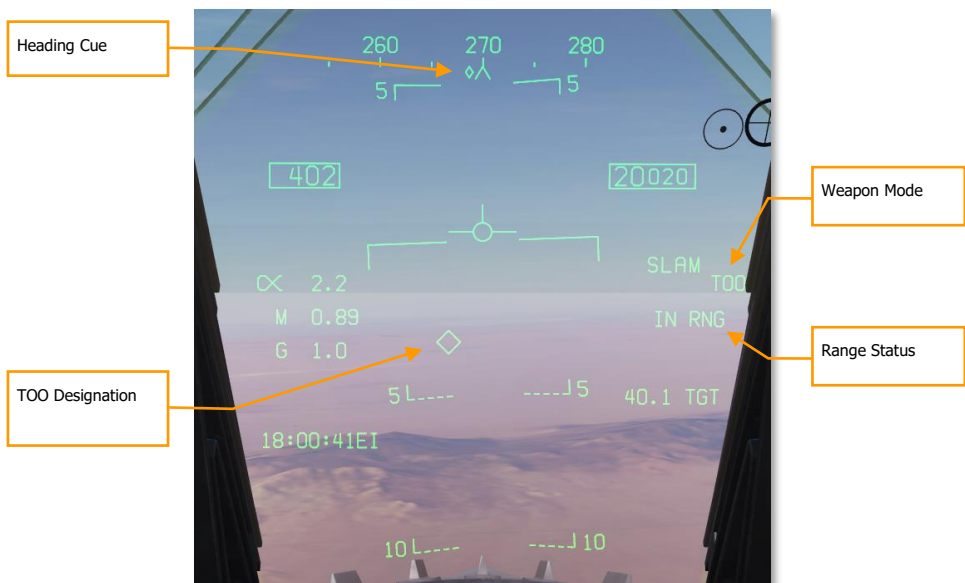 Heading Cue
260 270 280
5 5
402 20020
Weapon Mode
SLAM
TOO
α 2.2
M 0.89
IN RNG
G 1.0
Range Status
TOO Designation
5 5
40.1 TGT
18:00:41EI
10 10